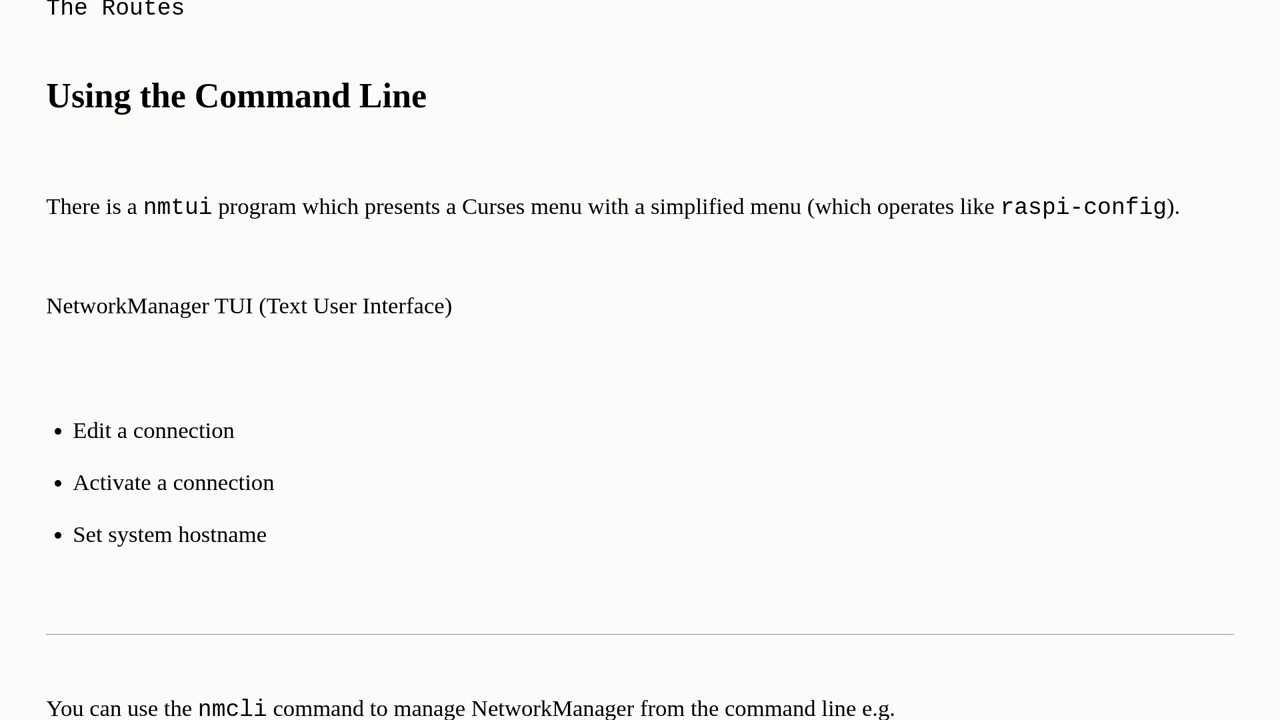 The Routes
Using the Command Line
There is a nmtui program which presents a Curses menu with a simplified menu (which operates like raspi-config).
NetworkManager TUI (Text User Interface)
• Edit a connection
• Activate a connection
• Set system hostname
You can use the nmcli command to manage NetworkManager from the command line e.g.